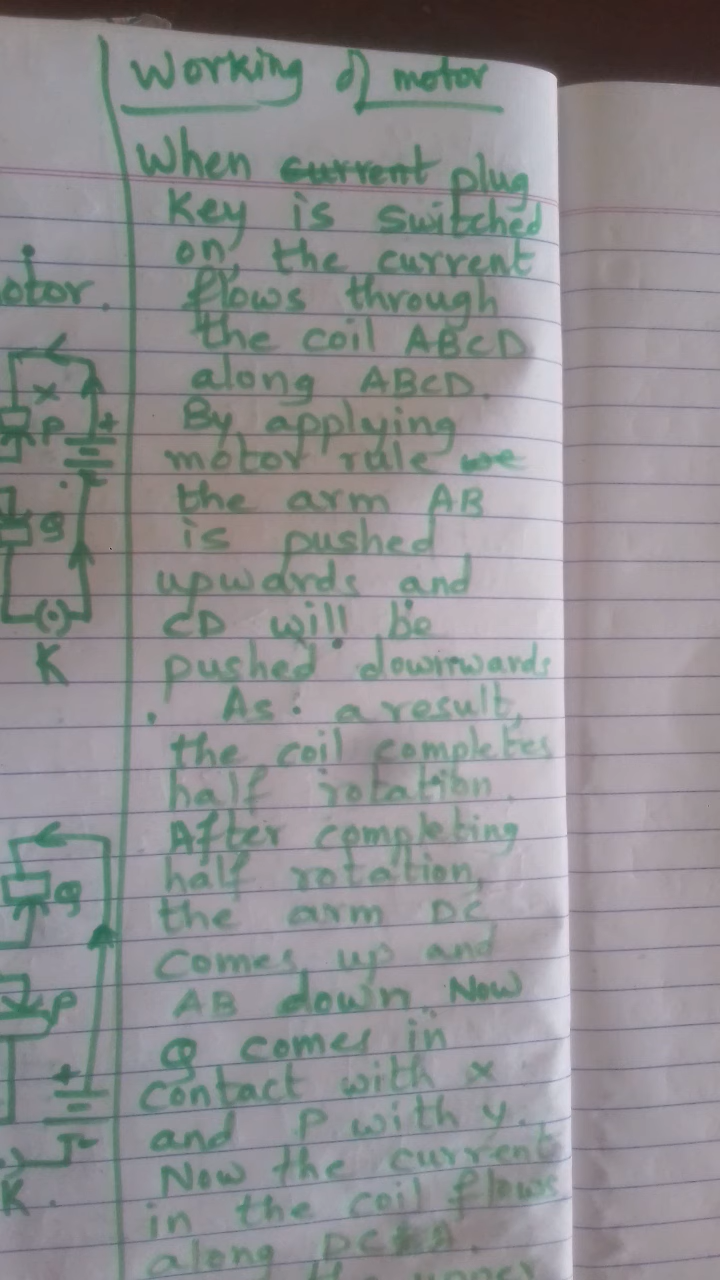 Working of motor
When current plug
key is switched
on, the current
flows through
the coil ABCD
along ABCD.
By applying
motor rule we
the arm AB
is pushed
upwards and
CD will be
pushed downwards
. As a result,
the coil completes
half rotation.
After completing
half rotation,
the arm DC
comes up and
AB down. Now
Q comes in
contact with x
and P with y.
Now the current
in the coil flows
along
upper
otor.
x
P
+
-
Q
K
Q
P
+
K.